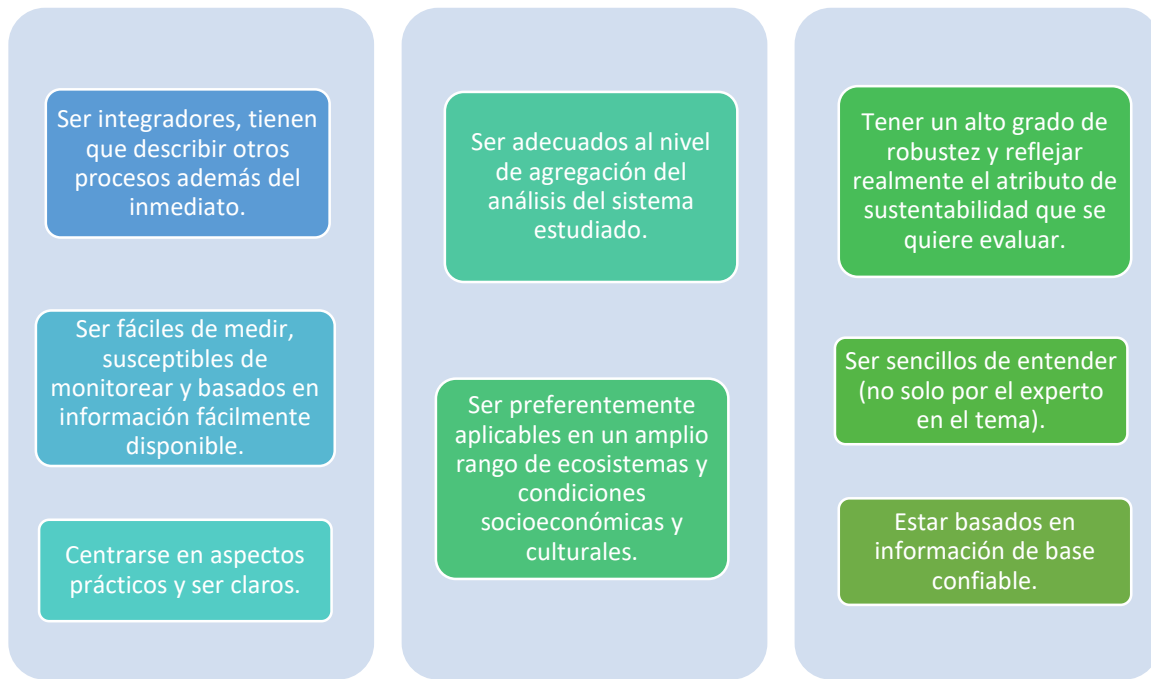 Ser integradores, tienen
que describir otros
procesos además del
inmediato.
Ser fáciles de medir,
susceptibles de
monitorear y basados en
información fácilmente
disponible.
Centrarse en aspectos
prácticos y ser claros.
Ser adecuados al nivel
de agregación del
análisis del sistema
estudiado.
Ser preferentemente
aplicables en un amplio
rango de ecosistemas y
condiciones
socioeconómicas y
culturales.
Tener un alto grado de
robustez y reflejar
realmente el atributo de
sustentabilidad que se
quiere evaluar.
Ser sencillos de entender
(no solo por el experto
en el tema).
Estar basados en
información de base
confiable.